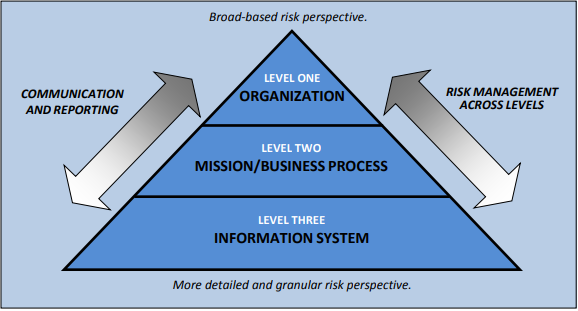 Broad-based risk perspective.
LEVEL ONE
ORGANIZATION
COMMUNICATION
AND REPORTING
RISK MANAGEMENT
ACROSS LEVELS
LEVEL TWO
MISSION/BUSINESS PROCESS
LEVEL THREE
INFORMATION SYSTEM
More detailed and granular risk perspective.